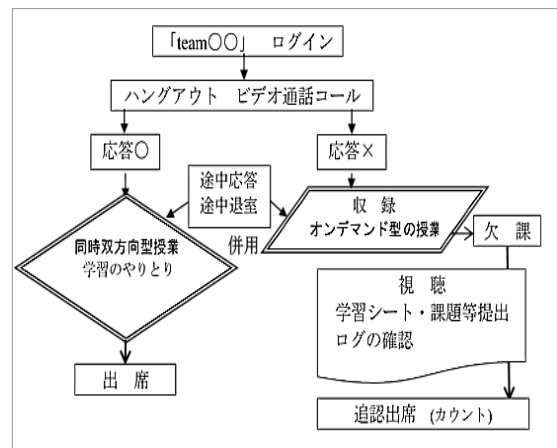 「team〇〇」 ログイン
ハングアウト ビデオ通話コール
応答〇
応答×
途中応答
途中退室
併用
収 録
オンデマンド型の授業
同時双方向型授業
学習のやりとり
欠 課
視 聴
学習シート・課題等提出
ログの確認
出 席
追認出席 (カウント)